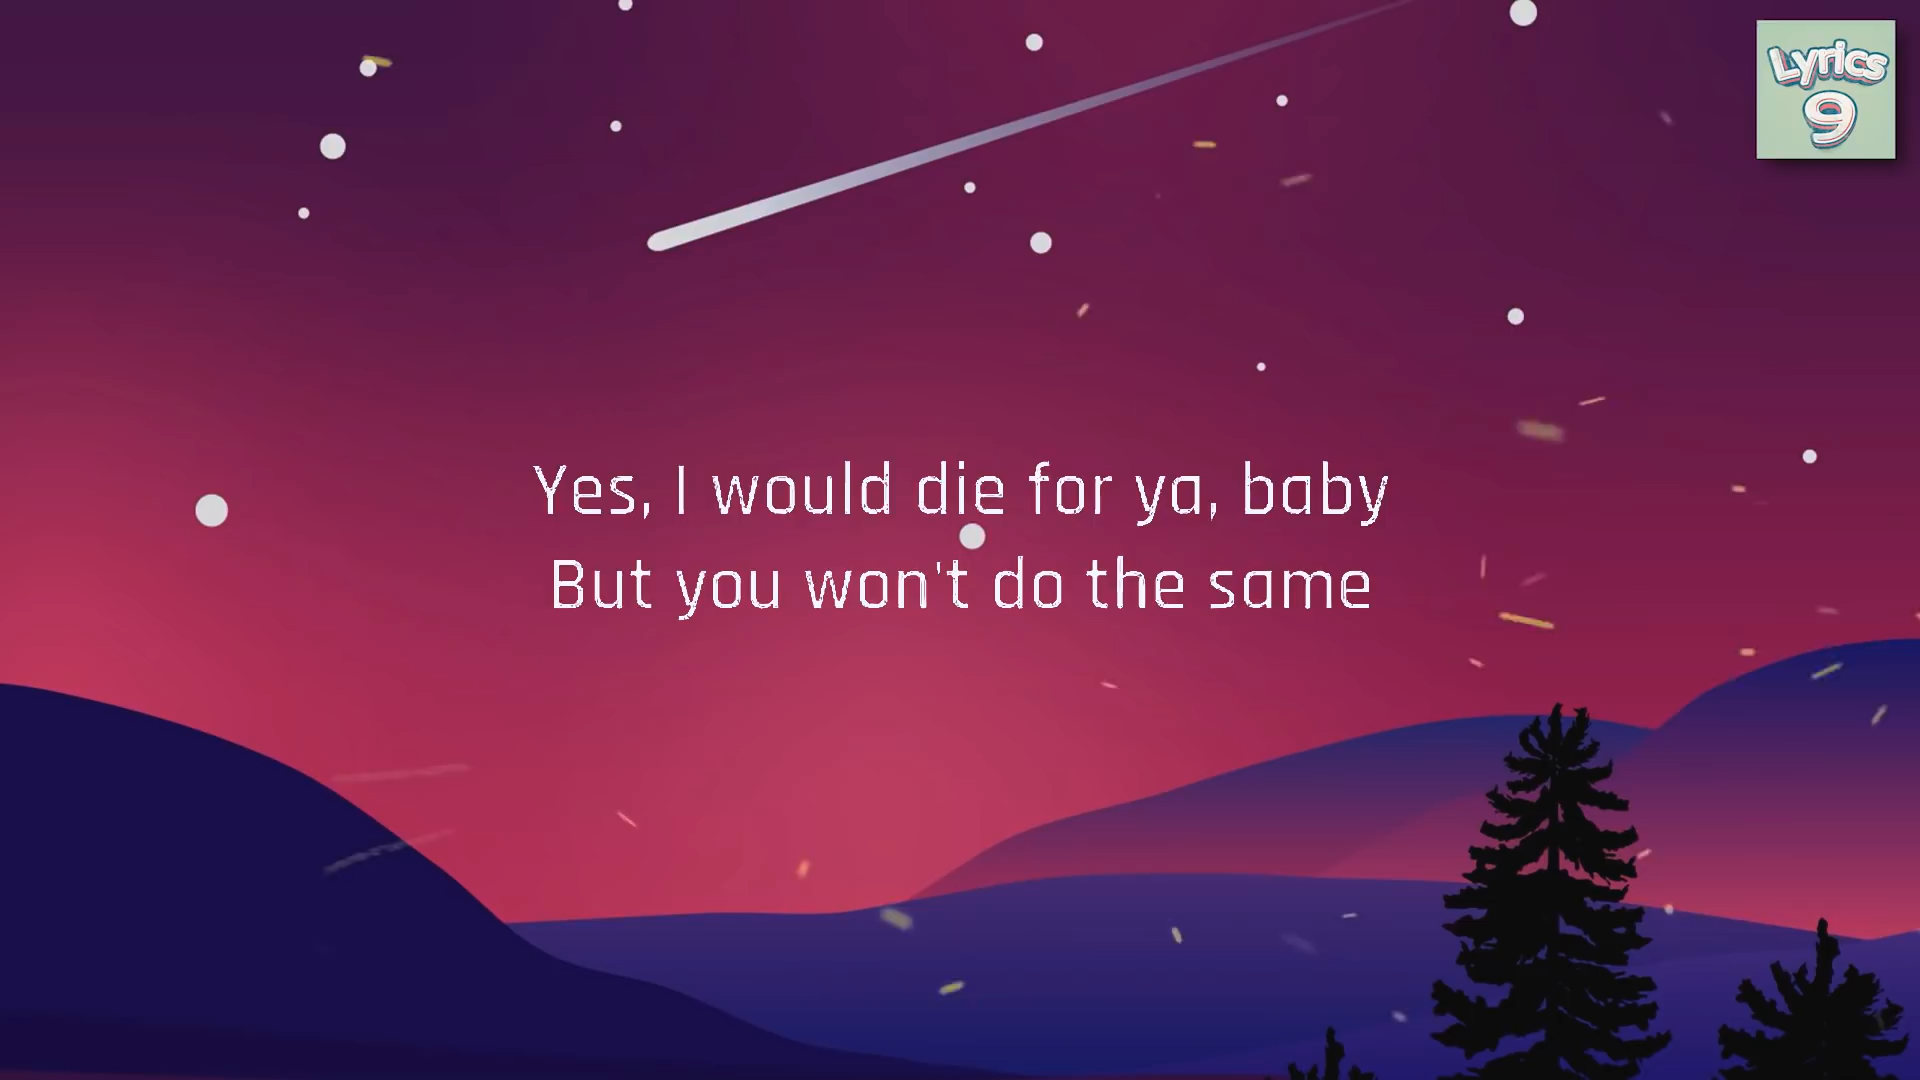 Lyrics
9
Yes, I would die for ya, baby
But you won't do the same